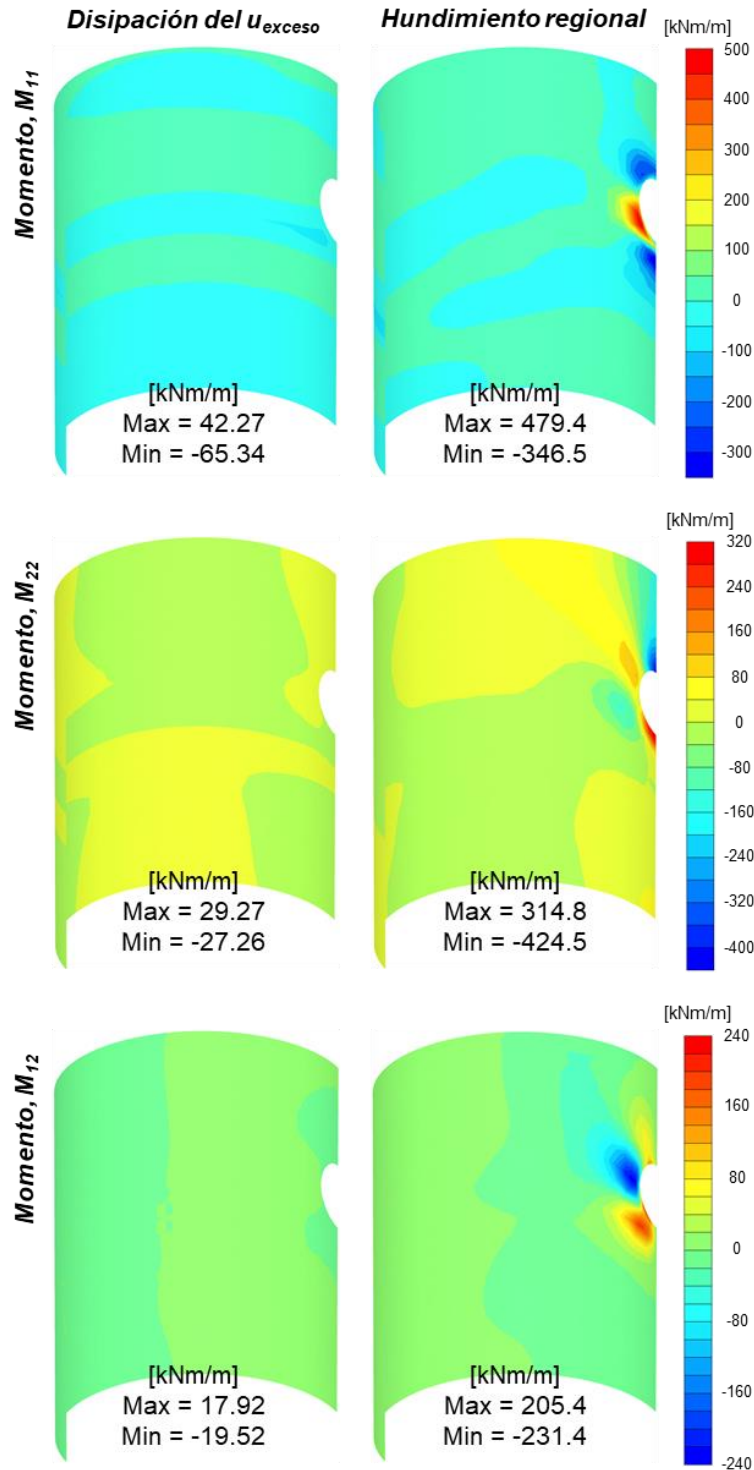 Disipación del u_exceso
Hundimiento regional
[kNm/m]
Momento, M_11
500
400
300
200
100
0
-100
-200
-300
[kNm/m]
Max = 42.27
Min = -65.34
[kNm/m]
Max = 479.4
Min = -346.5
[kNm/m]
Momento, M_22
320
240
160
80
0
-80
-160
-240
-320
-400
[kNm/m]
Max = 29.27
Min = -27.26
[kNm/m]
Max = 314.8
Min = -424.5
[kNm/m]
Momento, M_12
240
160
80
0
-80
-160
-240
[kNm/m]
Max = 17.92
Min = -19.52
[kNm/m]
Max = 205.4
Min = -231.4